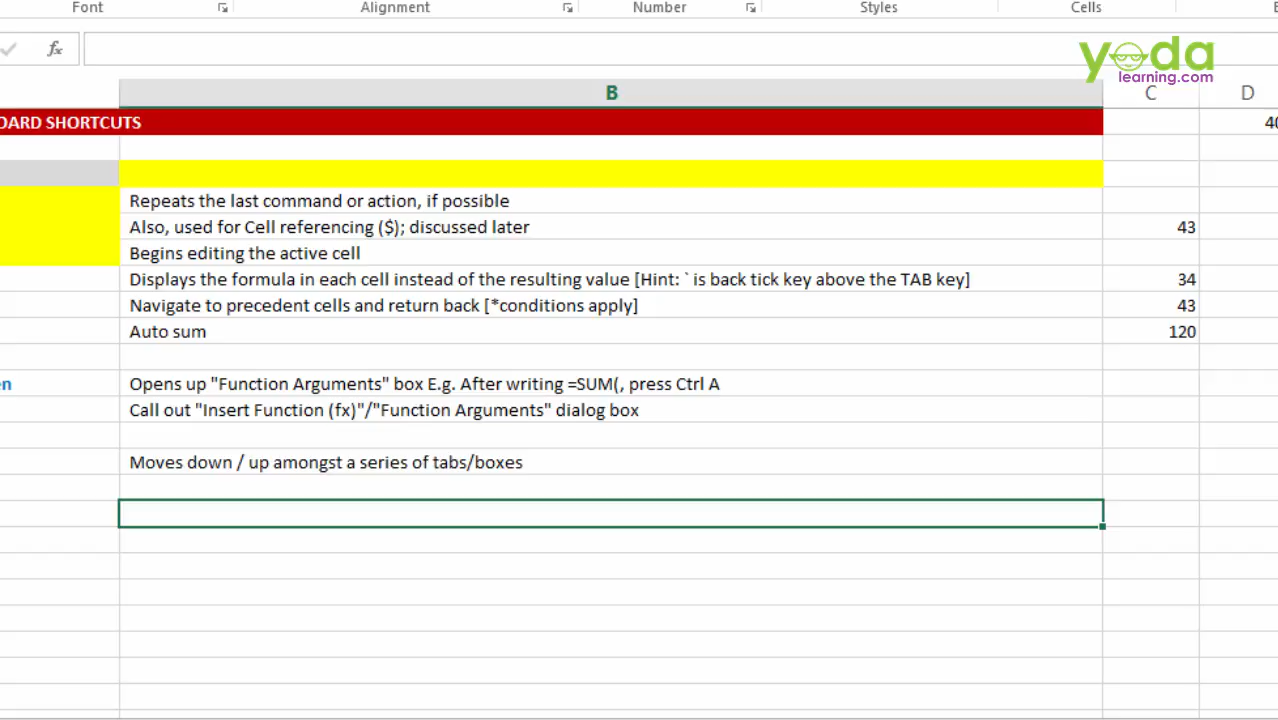 Font Alignment Number Styles Cells
fx
yoda
learning.com
B C D
OARD SHORTCUTS 40
Repeats the last command or action, if possible
Also, used for Cell referencing ($); discussed later 43
Begins editing the active cell
Displays the formula in each cell instead of the resulting value [Hint: ` is back tick key above the TAB key] 34
Navigate to precedent cells and return back [*conditions apply] 43
Auto sum 120
en Opens up "Function Arguments" box E.g. After writing =SUM(, press Ctrl A
Call out "Insert Function (fx)"/"Function Arguments" dialog box
Moves down / up amongst a series of tabs/boxes